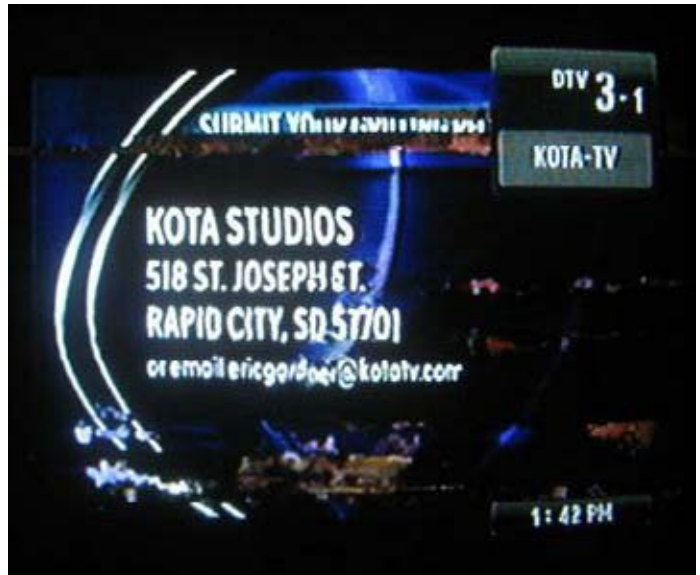 DTV 3-1
KOTA-TV
SUBMIT YOUR
KOTA STUDIOS
518 ST. JOSEPH ST.
RAPID CITY, SD 57701
or email ericgardner@kotatv.com
1:42 PM